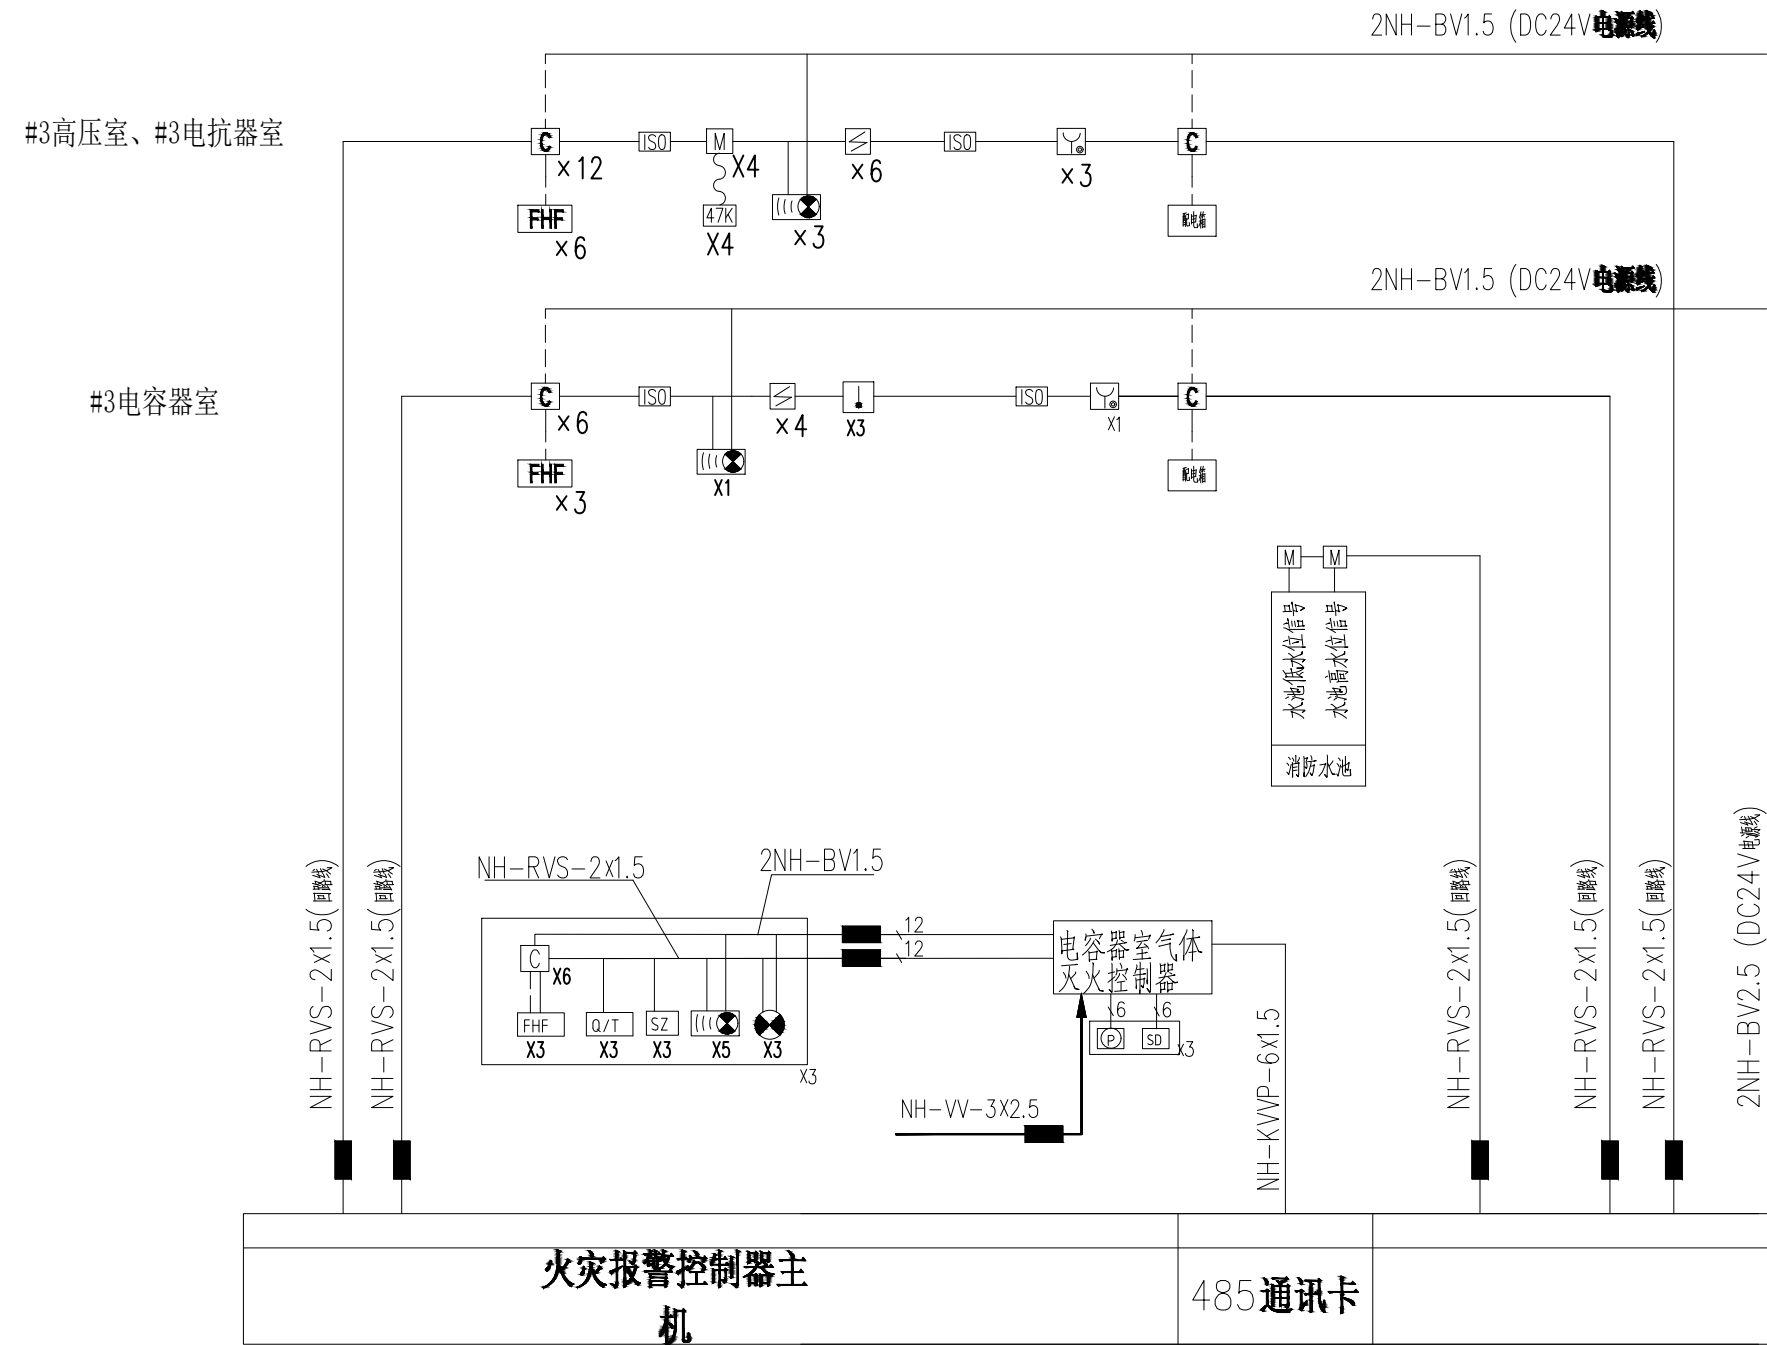 2NH-BV1.5 (DC24V电源线)
#3高压室、#3电抗器室
C
×12
ISO
M
X4
×6
ISO
×3
C
FHF
×6
47K
X4
×3
配电箱
2NH-BV1.5 (DC24V电源线)
#3电容器室
C
×6
ISO
×4
X3
ISO
X1
C
FHF
×3
X1
配电箱
M
M
水池低水位信号
水池高水位信号
消防水池
NH-RVS-2x1.5(回路线)
NH-RVS-2x1.5(回路线)
NH-RVS-2x1.5
2NH-BV1.5
12
12
C
X6
FHF
X3
Q/T
X3
SZ
X3
X5
X3
X3
电容器室气体
灭火控制器
6
6
P
SD
X3
NH-VV-3X2.5
NH-KVVP-6x1.5
NH-RVS-2x1.5(回路线)
NH-RVS-2x1.5(回路线)
NH-RVS-2x1.5(回路线)
2NH-BV2.5 (DC24V电源线)
火灾报警控制器主
机
485通讯卡